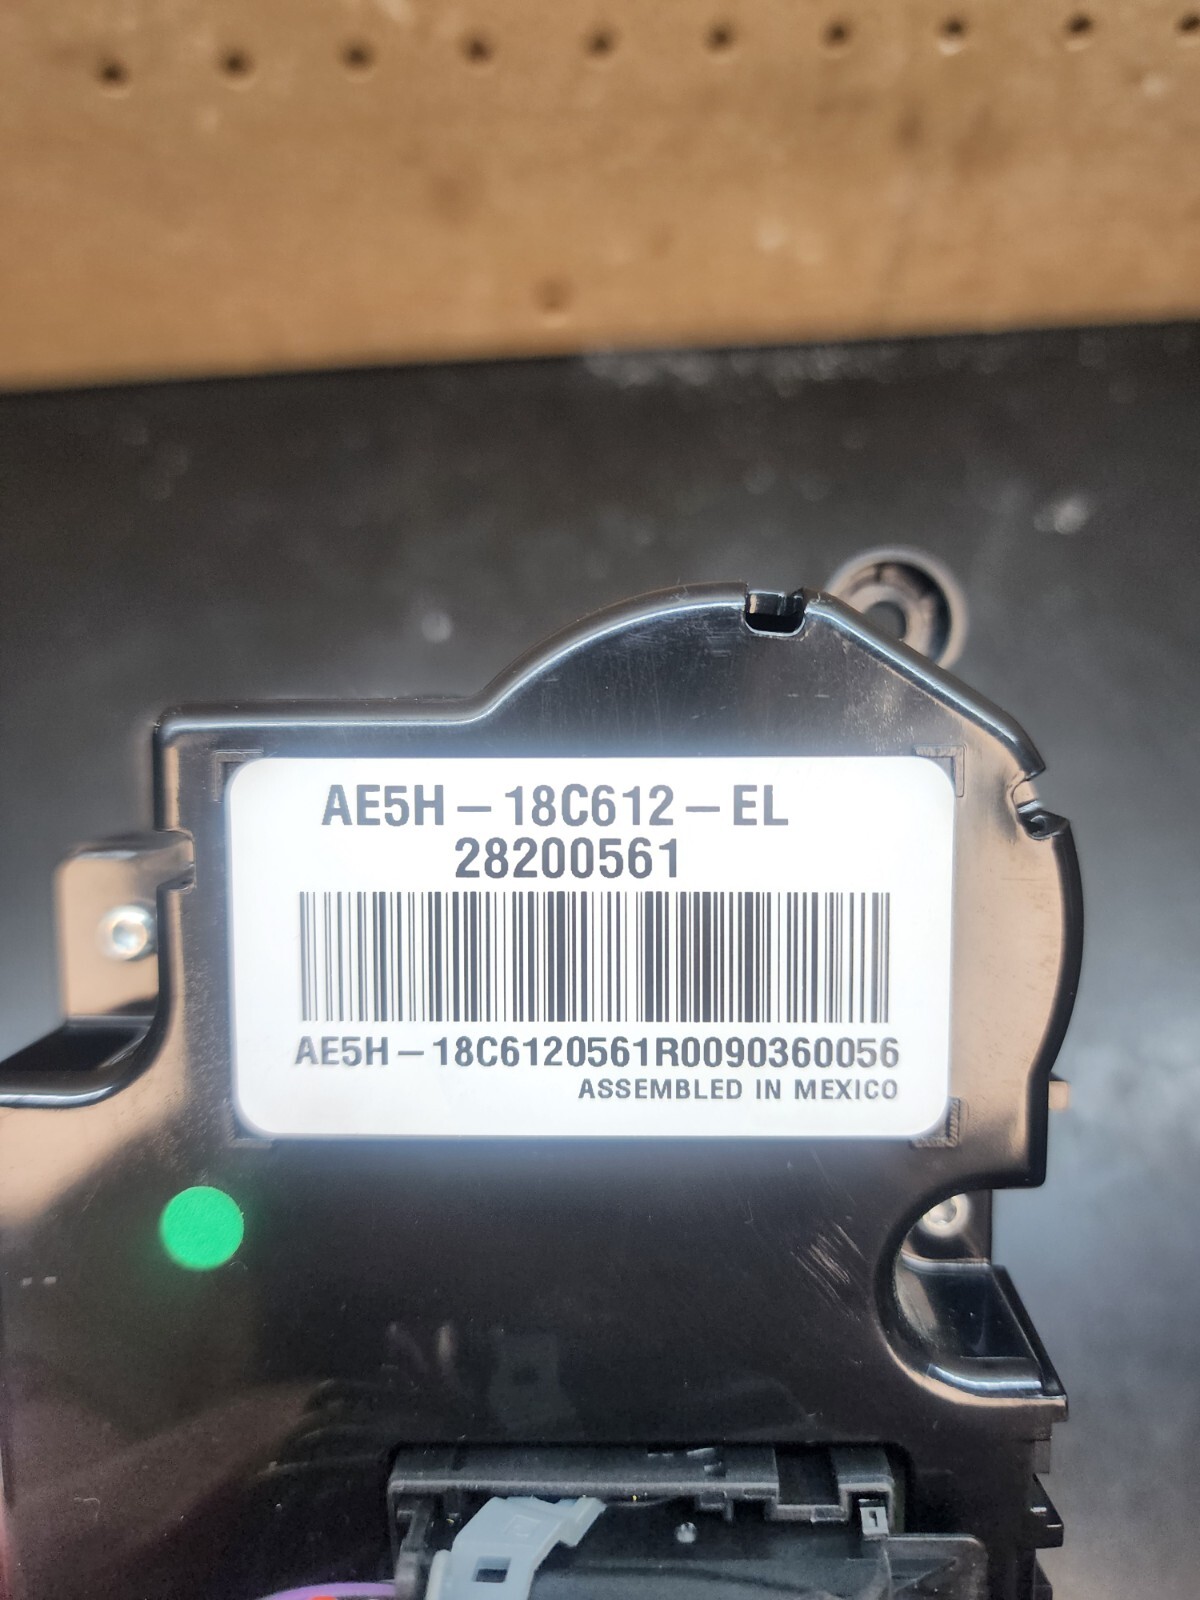 AE5H-18C612-EL
28200561
AE5H-18C6120561R0090360056
ASSEMBLED IN MEXICO